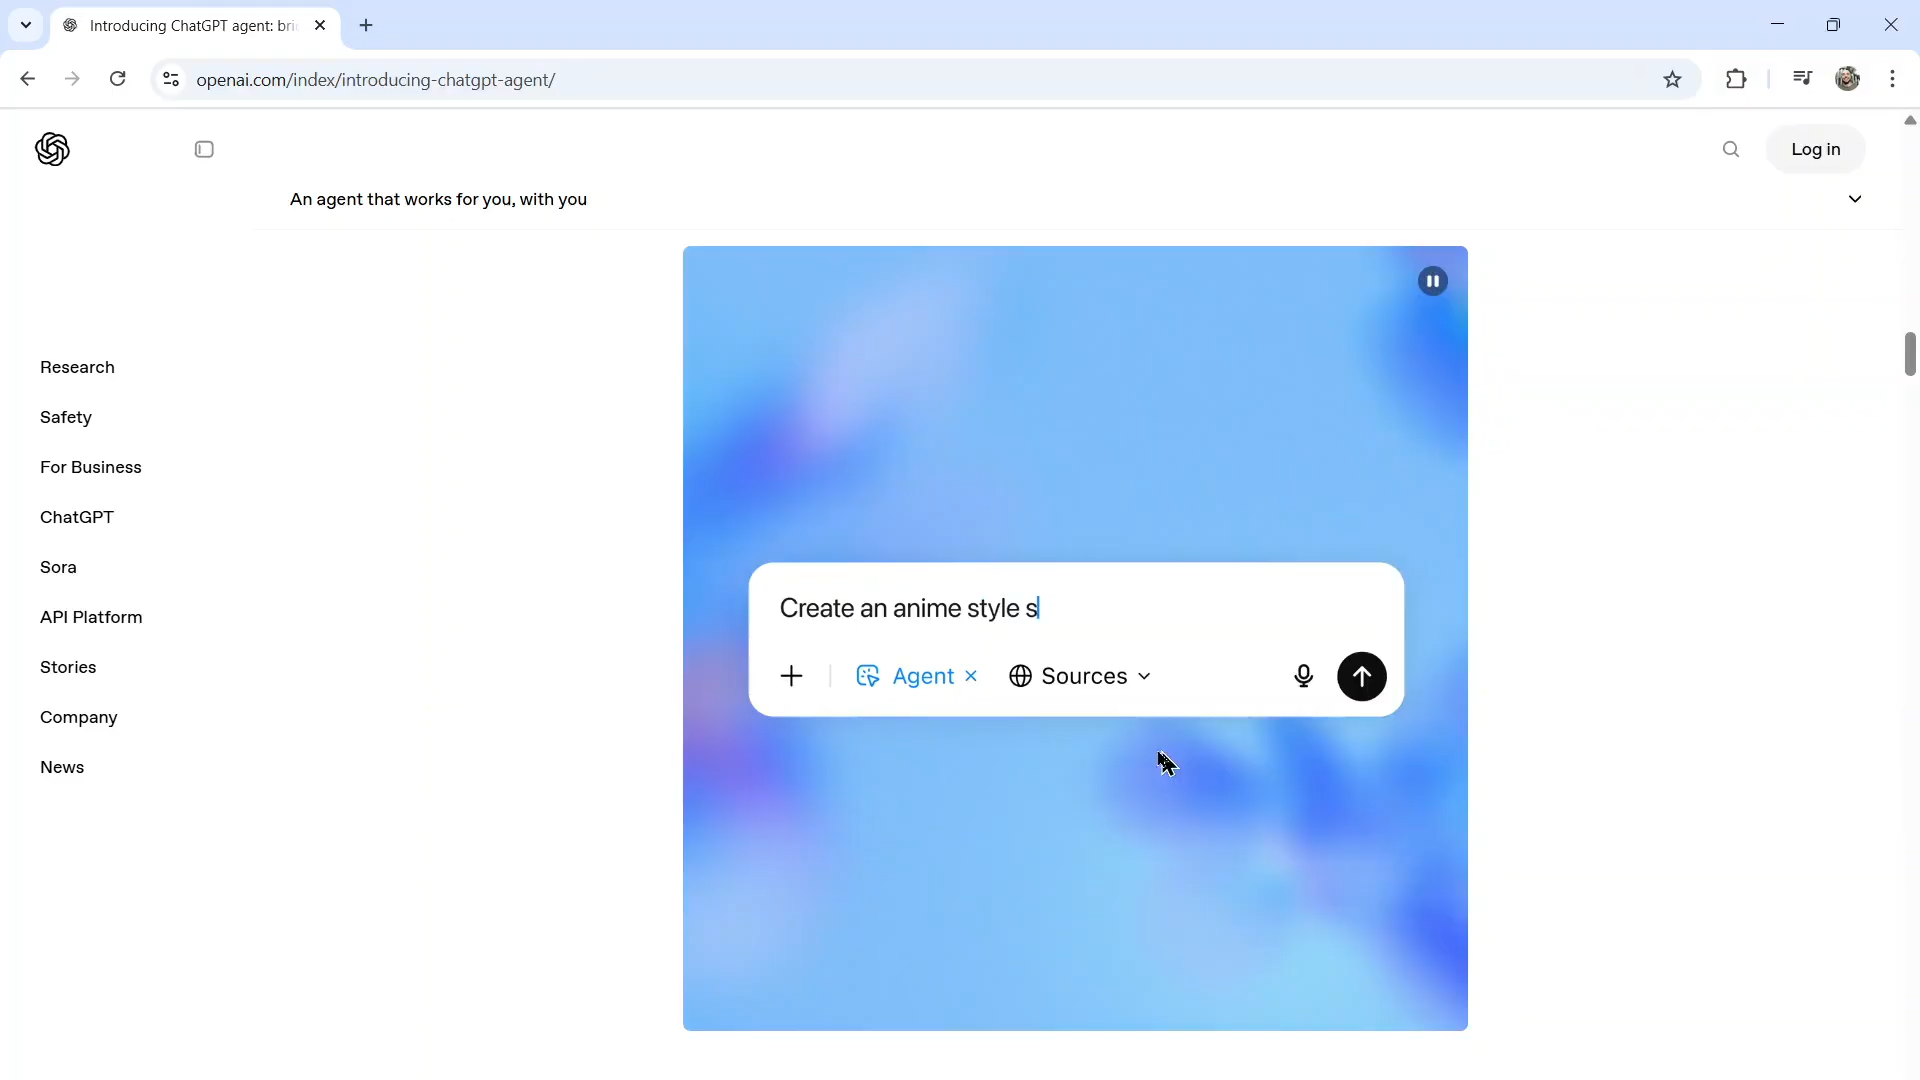 Introducing ChatGPT agent: bri
openai.com/index/introducing-chatgpt-agent/
Log in
An agent that works for you, with you
Research
Safety
For Business
ChatGPT
Sora
API Platform
Stories
Company
News
Create an anime style s
Agent
Sources